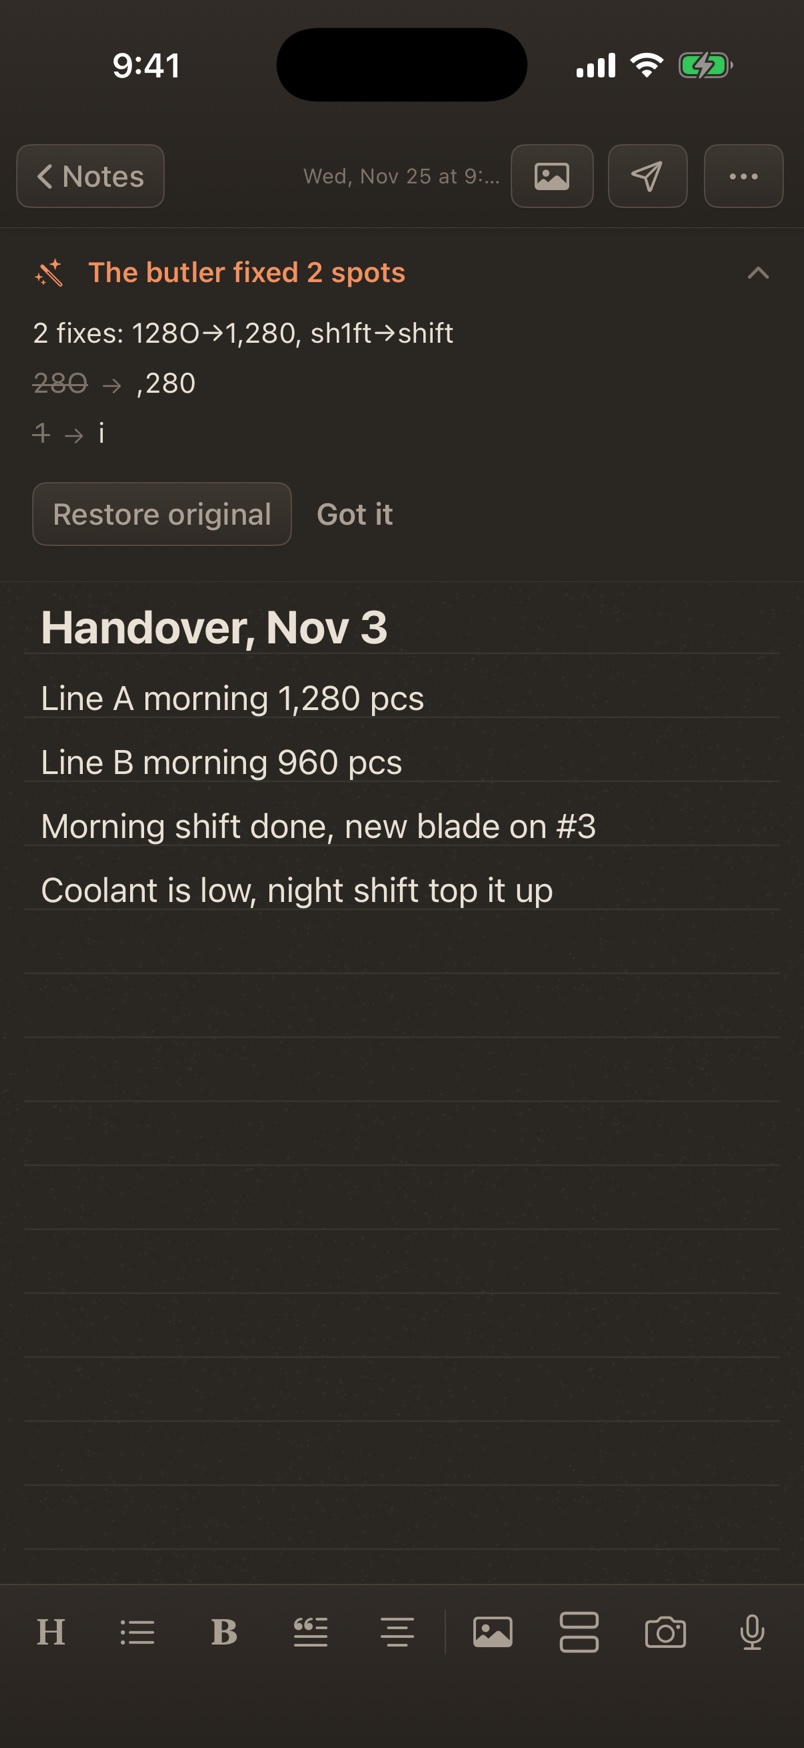 9:41
Notes
Wed, Nov 25 at 9:...
The butler fixed 2 spots
2 fixes: 128O→1,280, sh1ft→shift
28O → ,280
1 → i
Restore original Got it
Handover, Nov 3
Line A morning 1,280 pcs
Line B morning 960 pcs
Morning shift done, new blade on #3
Coolant is low, night shift top it up
H B